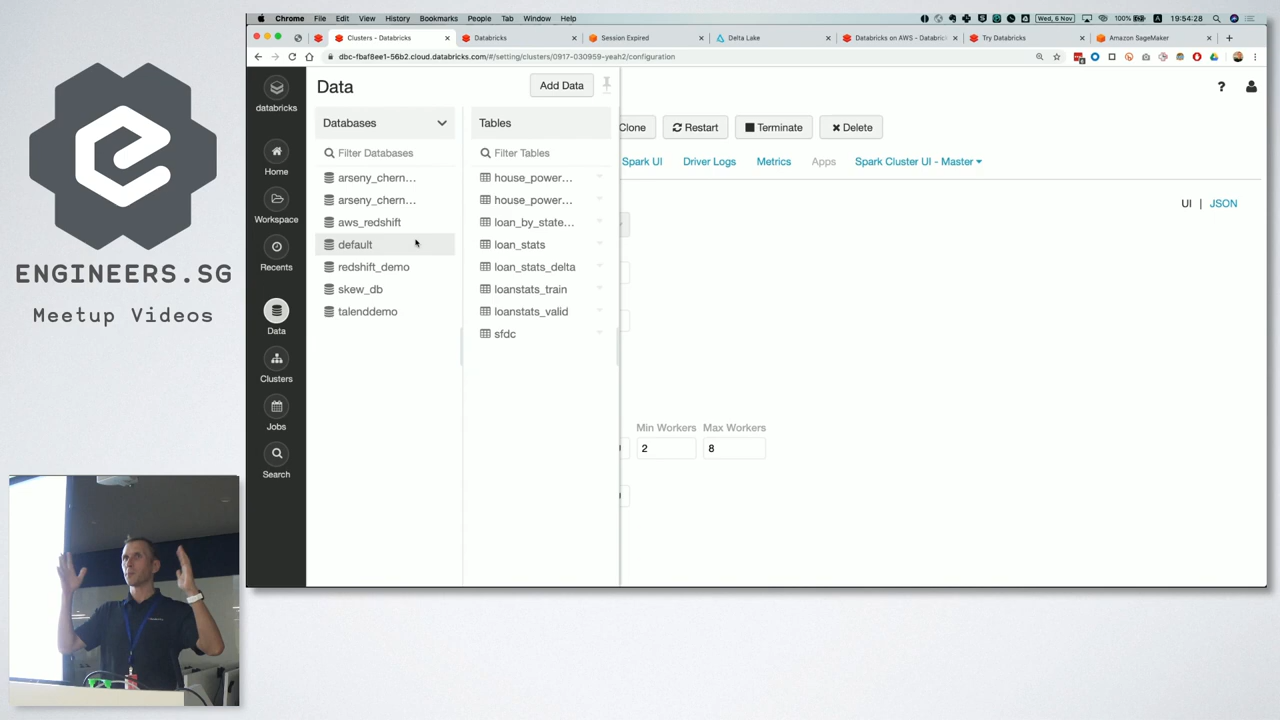 Chrome File Edit View History Bookmarks People Tab Window Help
100% Wed, 6 Nov 19:54:28
Clusters - Databricks
Databricks
Session Expired
Delta Lake
Databricks on AWS - Databric
Try Databricks
Amazon SageMaker
dbc-fbaf8ee1-56b2.cloud.databricks.com/#/setting/clusters/0917-030959-yeah2/configuration
databricks
Home
Workspace
Recents
Data
Clusters
Jobs
Search
Data
Add Data
Databases
Filter Databases
arseny_chern...
arseny_chern...
aws_redshift
default
redshift_demo
skew_db
talenddemo
Tables
Filter Tables
house_power...
house_power...
loan_by_state...
loan_stats
loan_stats_delta
loanstats_train
loanstats_valid
sfdc
Clone
Restart
Terminate
Delete
Spark UI
Driver Logs
Metrics
Apps
Spark Cluster UI - Master
UI | JSON
Min Workers
Max Workers
2
8
ENGINEERS.SG
Meetup Videos